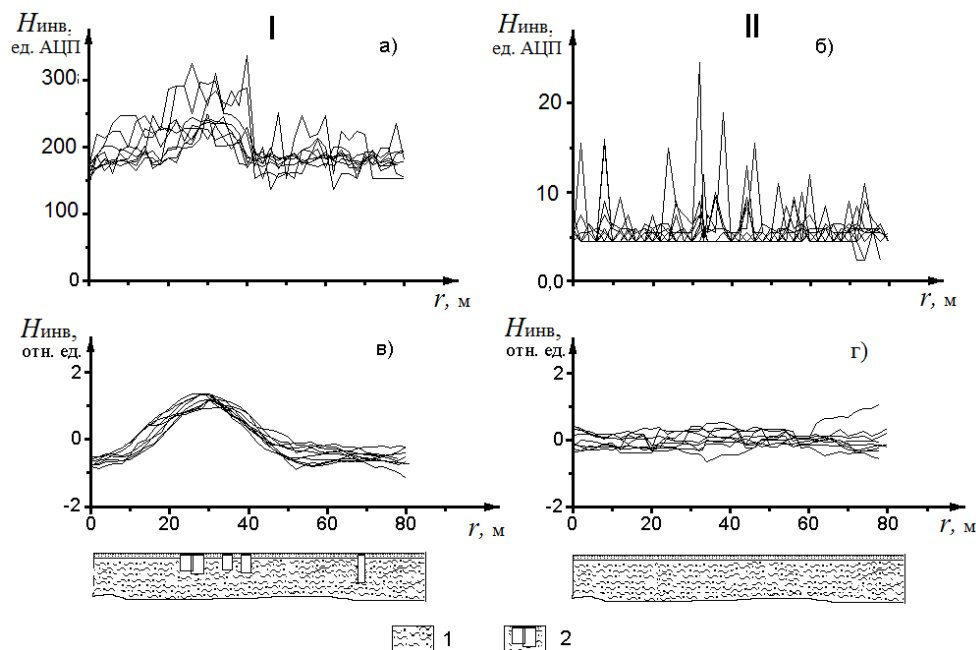 I
II
Hинв,
ед. АЦП
а)
300
200
100
0
r, м
Hинв,
ед. АЦП
б)
20
10
0,0
r, м
Hинв,
отн. ед.
в)
2
0
-2
0 20 40 60 80
r, м
Hинв,
отн. ед.
г)
2
0
-2
0 20 40 60 80
r, м
1
2